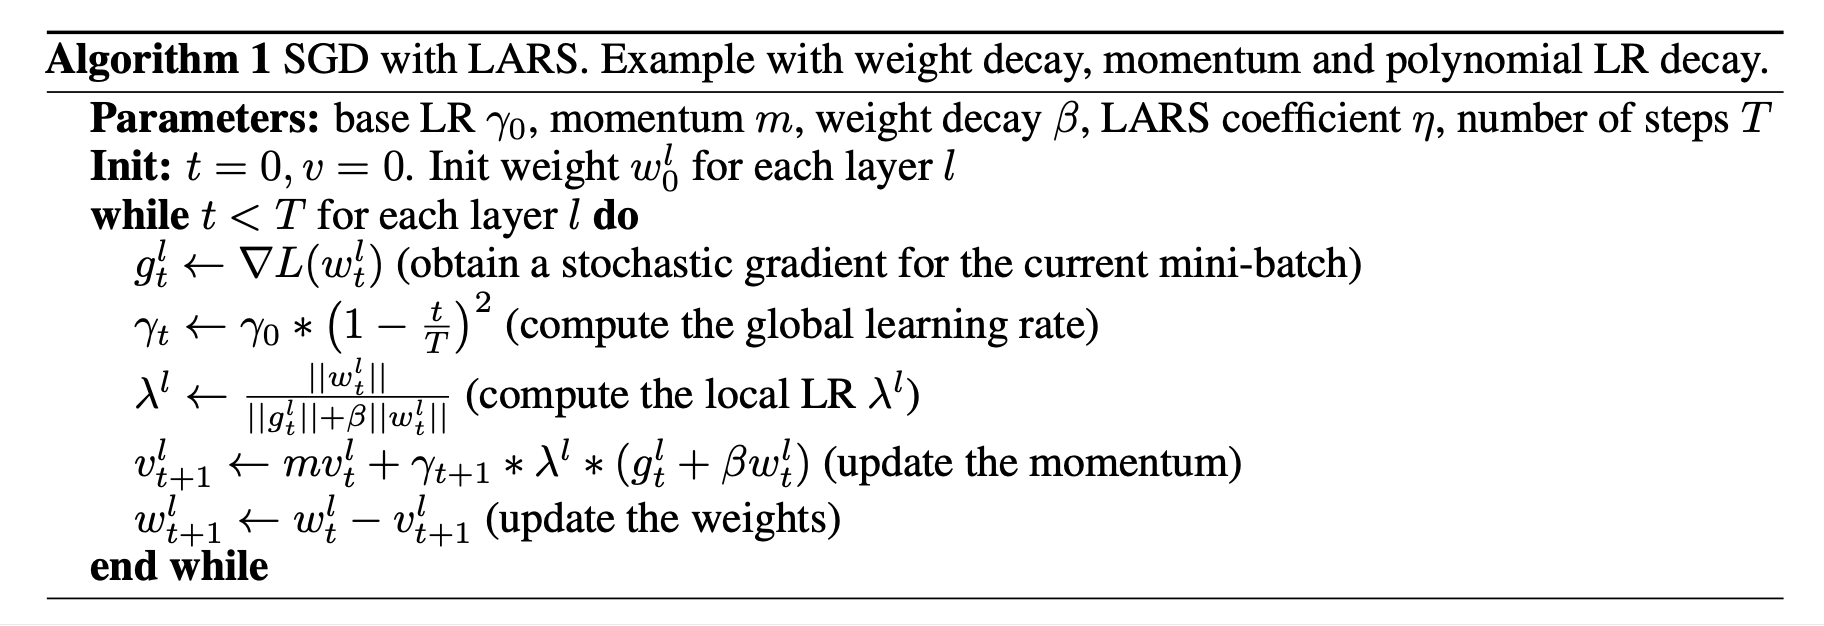 Algorithm 1 SGD with LARS. Example with weight decay, momentum and polynomial LR decay.
Parameters: base LR $\gamma_0$, momentum $m$, weight decay $\beta$, LARS coefficient $\eta$, number of steps $T$
Init: $t = 0, v = 0$. Init weight $w_0^l$ for each layer $l$
while $t < T$ for each layer $l$ do
$g_t^l \leftarrow \nabla L(w_t^l)$ (obtain a stochastic gradient for the current mini-batch)
$\gamma_t \leftarrow \gamma_0 * \left(1 - \frac{t}{T}\right)^2$ (compute the global learning rate)
$\lambda^l \leftarrow \frac{||w_t^l||}{||g_t^l|| + \beta ||w_t^l||}$ (compute the local LR $\lambda^l$)
$v_{t+1}^l \leftarrow m v_t^l + \gamma_{t+1} * \lambda^l * (g_t^l + \beta w_t^l)$ (update the momentum)
$w_{t+1}^l \leftarrow w_t^l - v_{t+1}^l$ (update the weights)
end while